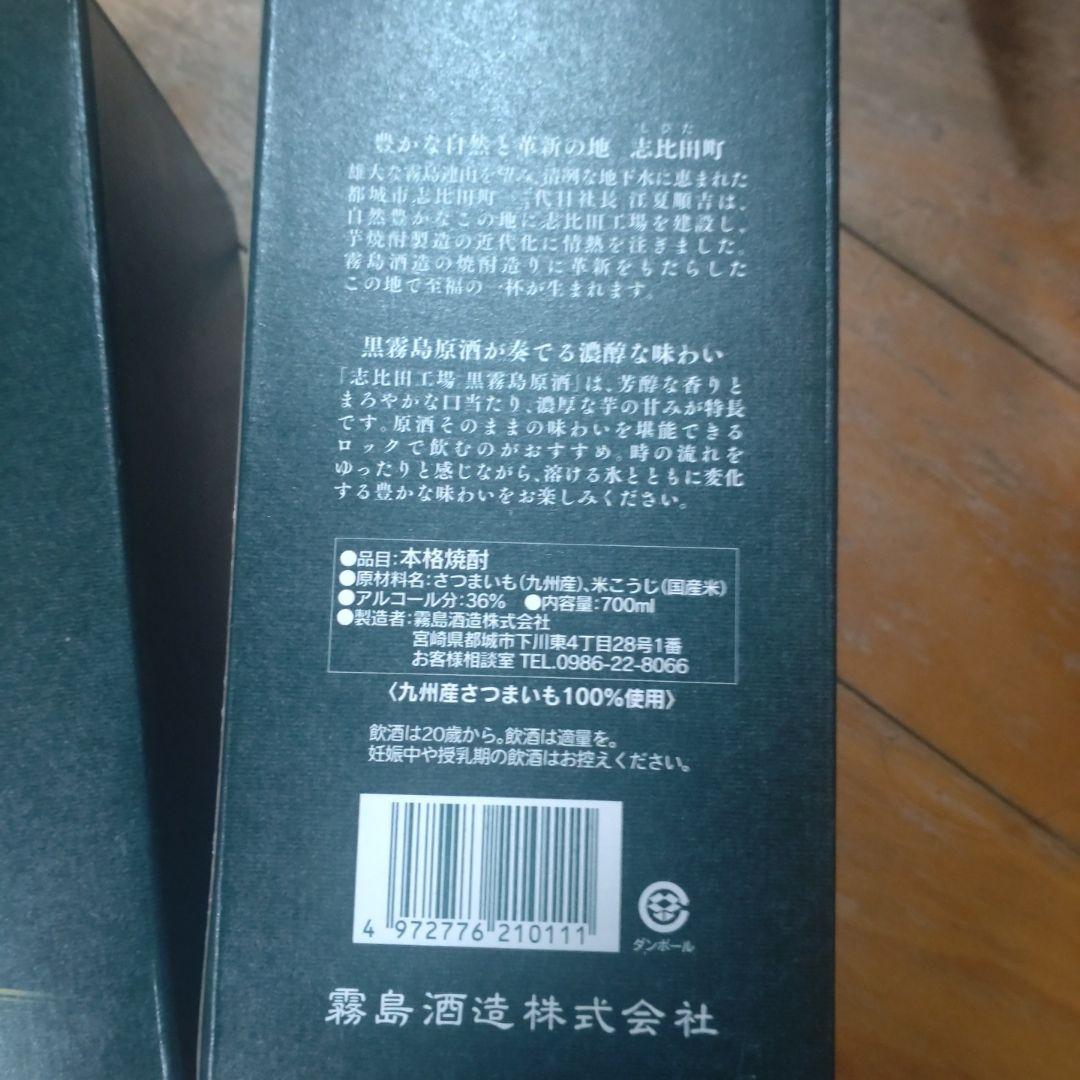 しびた
豊かな自然と革新の地 志比田町
雄大な霧島連山を望み、清冽な地下水に恵まれた
都城市志比田町 三代目社長 江夏順吉は、
自然豊かなこの地に志比田工場を建設し、
芋焼酎製造の近代化に情熱を注ぎました。
霧島酒造の焼酎造りに革新をもたらした
この地で至福の一杯が生まれます。
黒霧島原酒が奏でる濃醇な味わい
「志比田工場 黒霧島原酒」は、芳醇な香りと
まろやかな口当たり、濃厚な芋の甘みが特長
です。原酒そのままの味わいを堪能できる
ロックで飲むのがおすすめ。時の流れを
ゆったりと感じながら、溶ける氷とともに変化
する豊かな味わいをお楽しみください。
●品目:本格焼酎
●原材料名:さつまいも(九州産)、米こうじ(国産米)
●アルコール分:36% ●内容量:700ml
●製造者:霧島酒造株式会社
宮崎県都城市下川東4丁目28号1番
お客様相談室 TEL.0986-22-8066
〈九州産さつまいも100%使用〉
飲酒は20歳から。飲酒は適量を。
妊娠中や授乳期の飲酒はお控えください。
4 972776 210111
ダンボール
霧島酒造株式会社